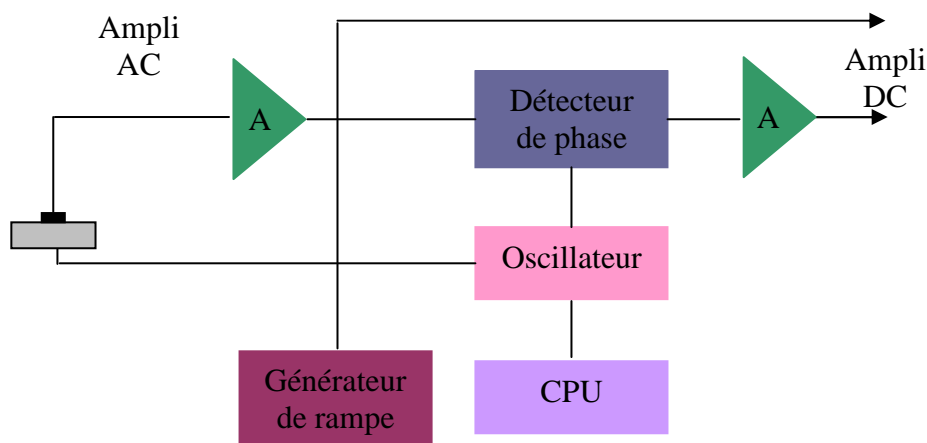 Ampli
AC
A
Détecteur
de phase
A
Ampli
DC
Oscillateur
Générateur
de rampe
CPU